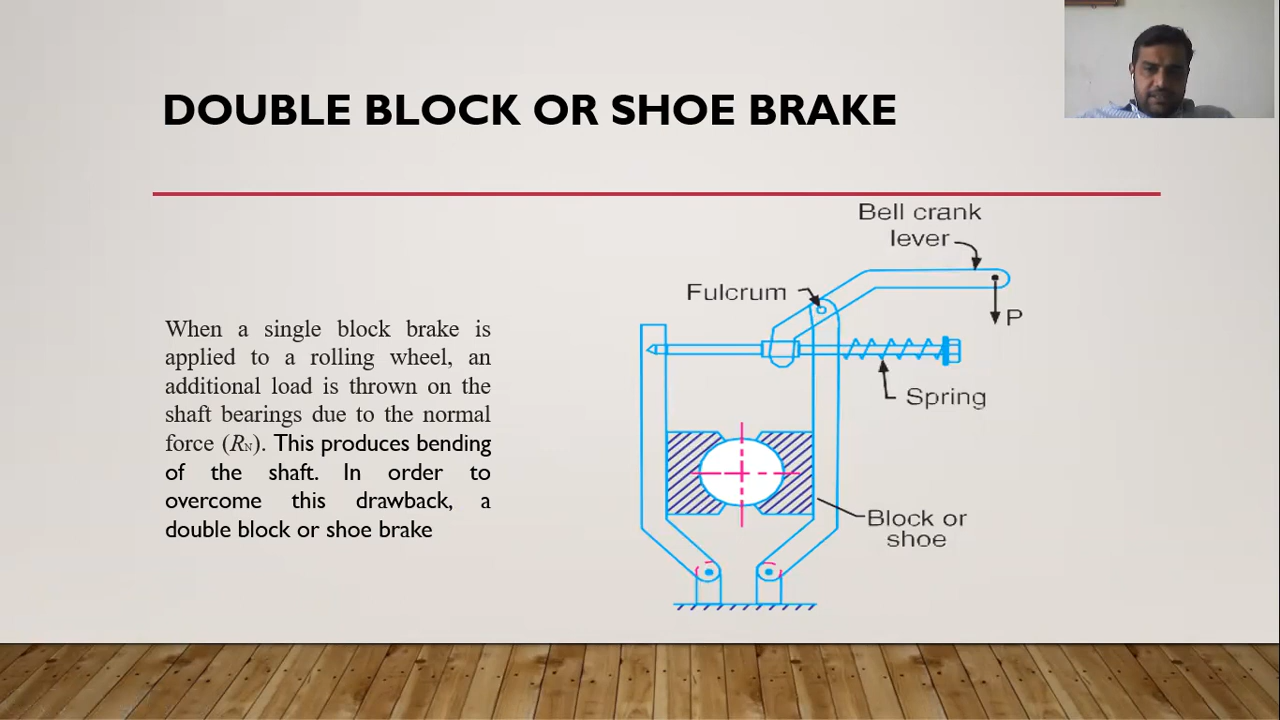 DOUBLE BLOCK OR SHOE BRAKE
When a single block brake is
applied to a rolling wheel, an
additional load is thrown on the
shaft bearings due to the normal
force (RN). This produces bending
of the shaft. In order to
overcome this drawback, a
double block or shoe brake
Bell crank
lever
Fulcrum
P
Spring
Block or
shoe